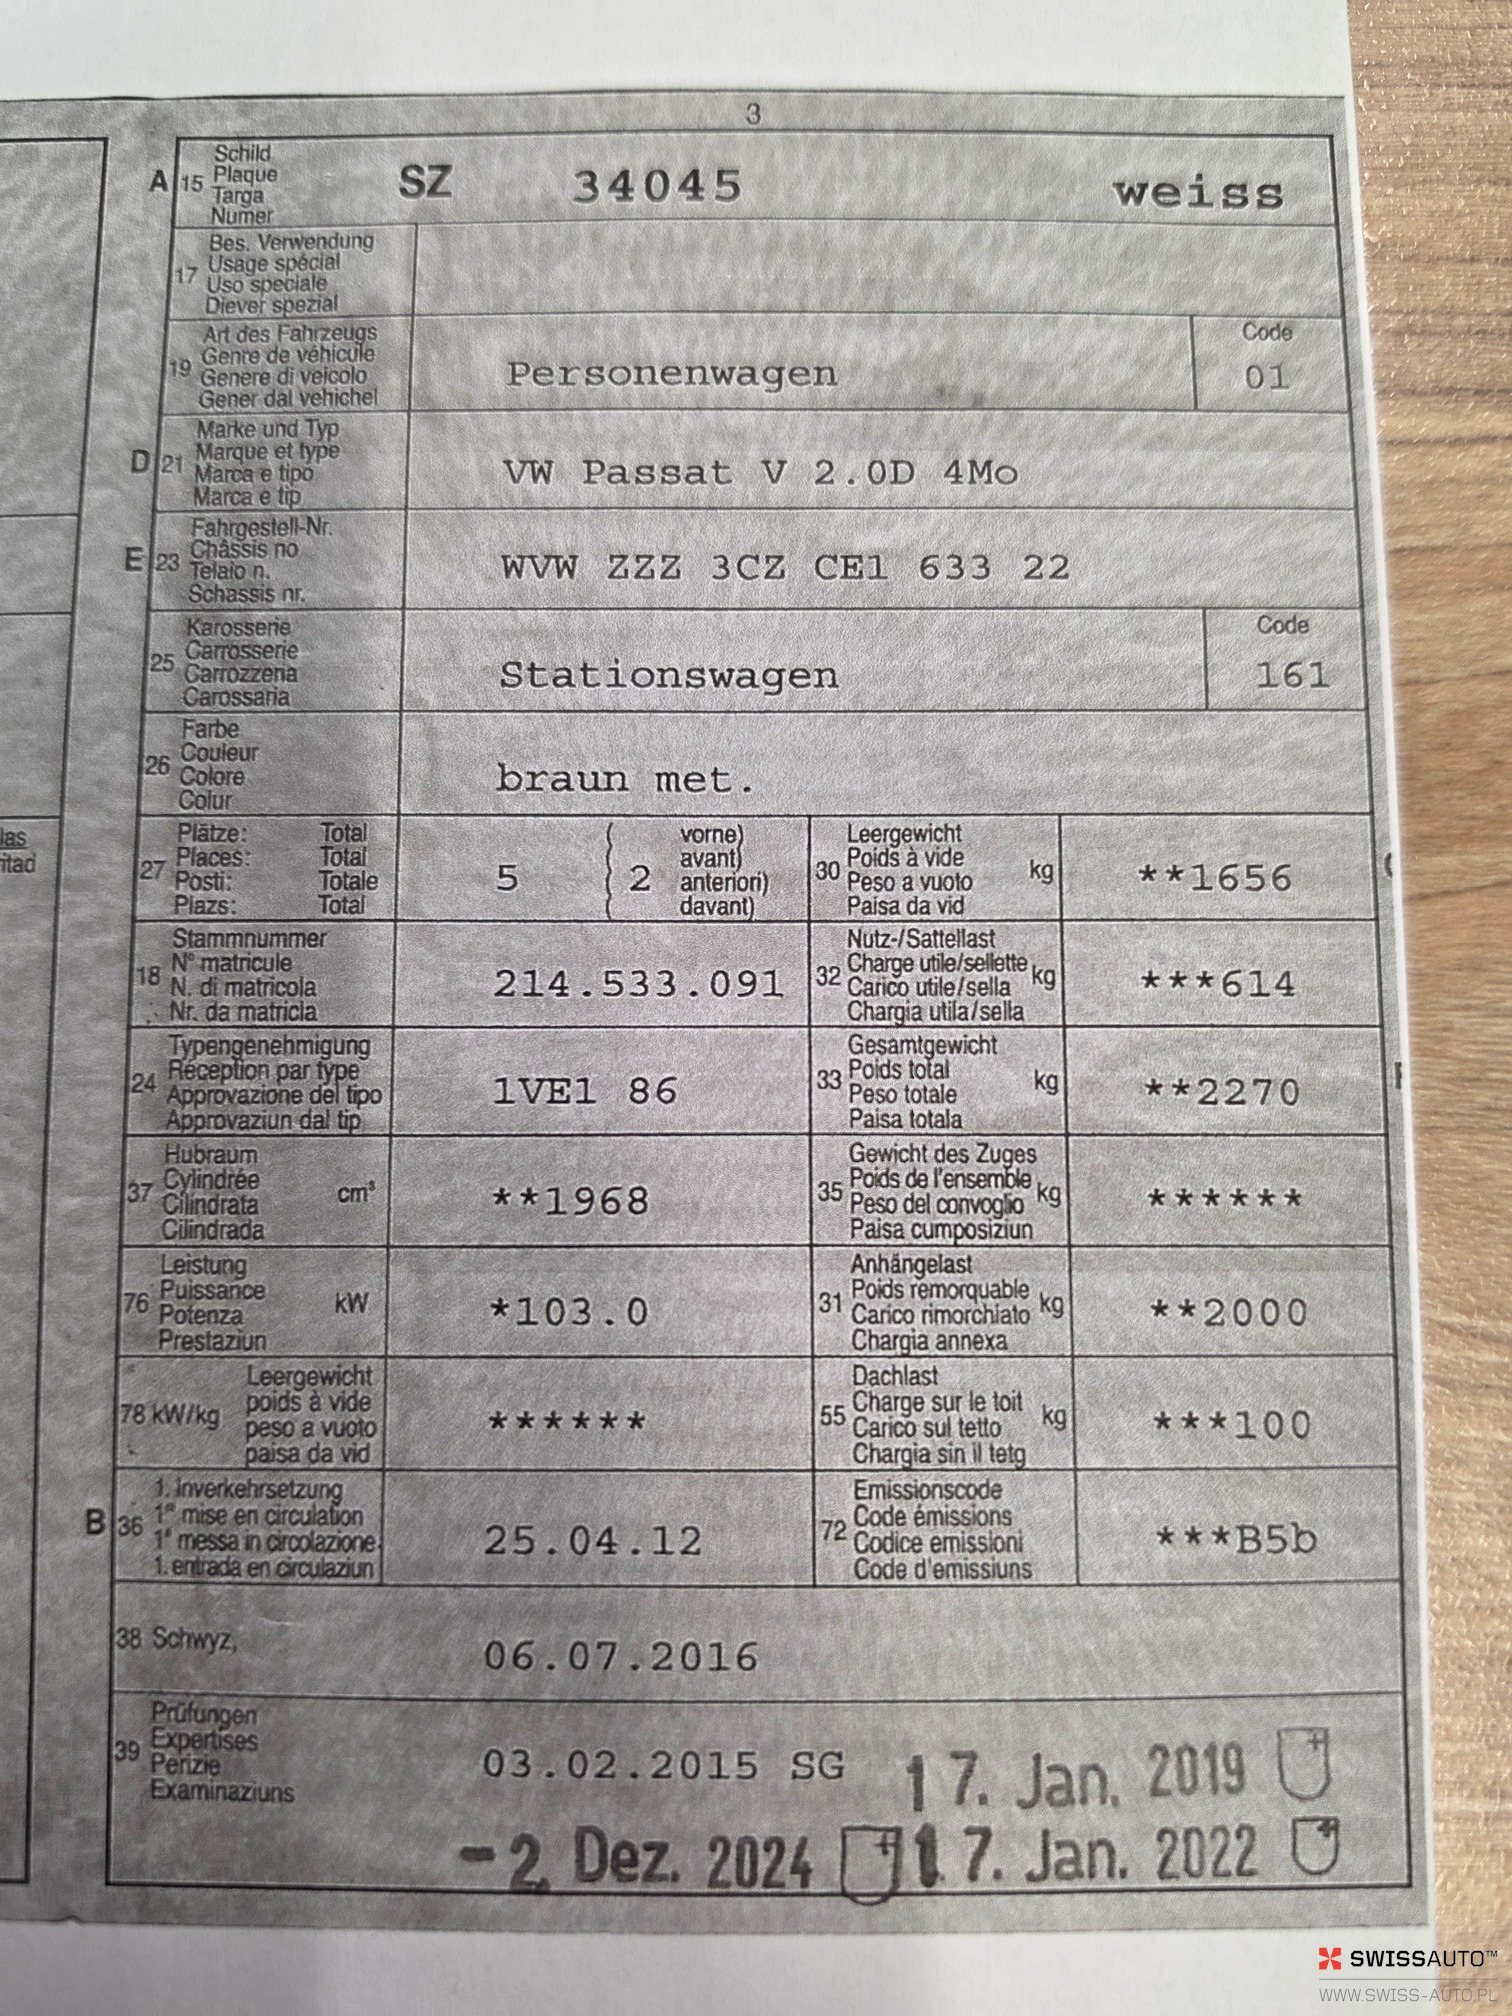 3
A 15 Schild
Plaque
Targa
Numer
SZ 34045 weiss
17 Bes. Verwendung
Usage spécial
Uso speciale
Diever spezial
19 Art des Fahrzeugs
Genre de véhicule
Genere di veicolo
Gener dal vehichel
Personenwagen
Code
01
D 21 Marke und Typ
Marque et type
Marca e tipo
Marca e tip
VW Passat V 2.0D 4Mo
E 23 Fahrgestell-Nr.
Châssis no
Telaio n.
Schassis nr.
WVW ZZZ 3CZ CE1 633 22
25 Karosserie
Carrosserie
Carrozzeria
Carossaria
Stationswagen
Code
161
26 Farbe
Couleur
Colore
Colur
braun met.
las
ritad
27 Plätze: Total
Places: Total
Posti: Totale
Plazs: Total
5 ( 2 vorne)
avant)
anteriori)
davant)
30 Leergewicht
Poids à vide
Peso a vuoto
Paisa da vid
kg **1656
18 Stammnummer
N° matricule
N. di matricola
Nr. da matricla
214.533.091
32 Nutz-/Sattellast
Charge utile/sellette
Carico utile/sella
Chargia utila/sella
kg ***614
24 Typengenehmigung
Réception par type
Approvazione del tipo
Approvaziun dal tip
1VE1 86
33 Gesamtgewicht
Poids total
Peso totale
Paisa totala
kg **2270
37 Hubraum
Cylindrée
Cilindrata
Cilindrada
cm³ **1968
35 Gewicht des Zuges
Poids de l'ensemble
Peso del convoglio
Paisa cumposiziun
kg ******
76 Leistung
Puissance
Potenza
Prestaziun
kW *103.0
31 Anhängelast
Poids remorquable
Carico rimorchiato
Chargia annexa
kg **2000
78 kW/kg Leergewicht
poids à vide
peso a vuoto
paisa da vid
******
55 Dachlast
Charge sur le toit
Carico sul tetto
Chargia sin il tetg
kg ***100
B 36 1. Inverkehrsetzung
1re mise en circulation
1a messa in circolazione
1. entrada en circulaziun
25.04.12
72 Emissionscode
Code émissions
Codice emissioni
Code d'emissiuns
***B5b
38 Schwyz, 06.07.2016
39 Prüfungen
Expertises
Perizie
Examinaziuns
03.02.2015 SG 17. Jan. 2019
- 2. Dez. 2024 17. Jan. 2022
SWISSAUTO™
WWW.SWISS-AUTO.PL